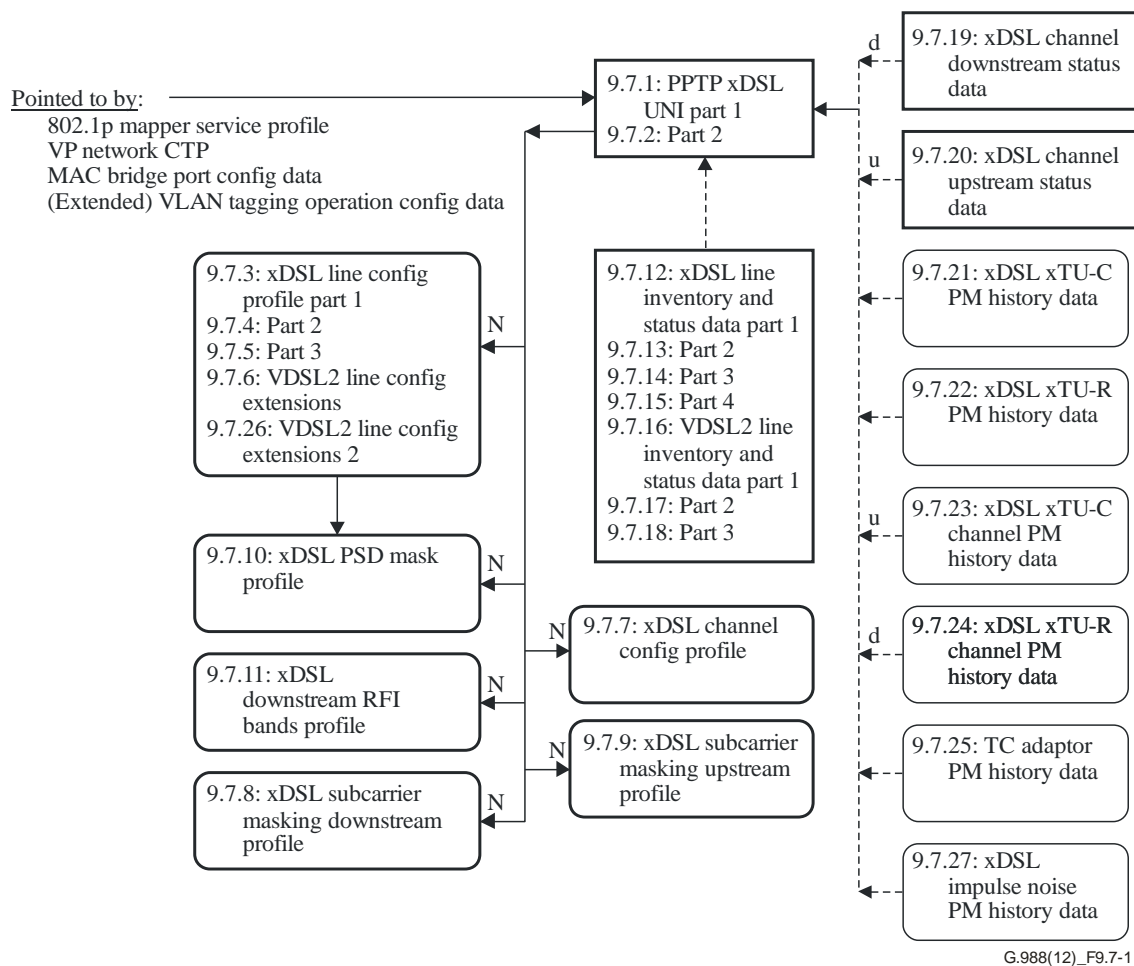 Pointed to by:
802.1p mapper service profile
VP network CTP
MAC bridge port config data
(Extended) VLAN tagging operation config data
9.7.1: PPTP xDSL
UNI part 1
9.7.2: Part 2
9.7.3: xDSL line config
profile part 1
9.7.4: Part 2
9.7.5: Part 3
9.7.6: VDSL2 line config
extensions
9.7.26: VDSL2 line config
extensions 2
N
9.7.10: xDSL PSD mask
profile
N
9.7.11: xDSL
downstream RFI
bands profile
N
9.7.8: xDSL subcarrier
masking downstream
profile
N
9.7.12: xDSL line
inventory and
status data part 1
9.7.13: Part 2
9.7.14: Part 3
9.7.15: Part 4
9.7.16: VDSL2 line
inventory and
status data part 1
9.7.17: Part 2
9.7.18: Part 3
N
9.7.7: xDSL channel
config profile
N
9.7.9: xDSL subcarrier
masking upstream
profile
d
9.7.19: xDSL channel
downstream status
data
u
9.7.20: xDSL channel
upstream status
data
9.7.21: xDSL xTU-C
PM history data
9.7.22: xDSL xTU-R
PM history data
u
9.7.23: xDSL xTU-C
channel PM
history data
d
9.7.24: xDSL xTU-R
channel PM
history data
9.7.25: TC adaptor
PM history data
9.7.27: xDSL
impulse noise
PM history data
G.988(12)_F9.7-1